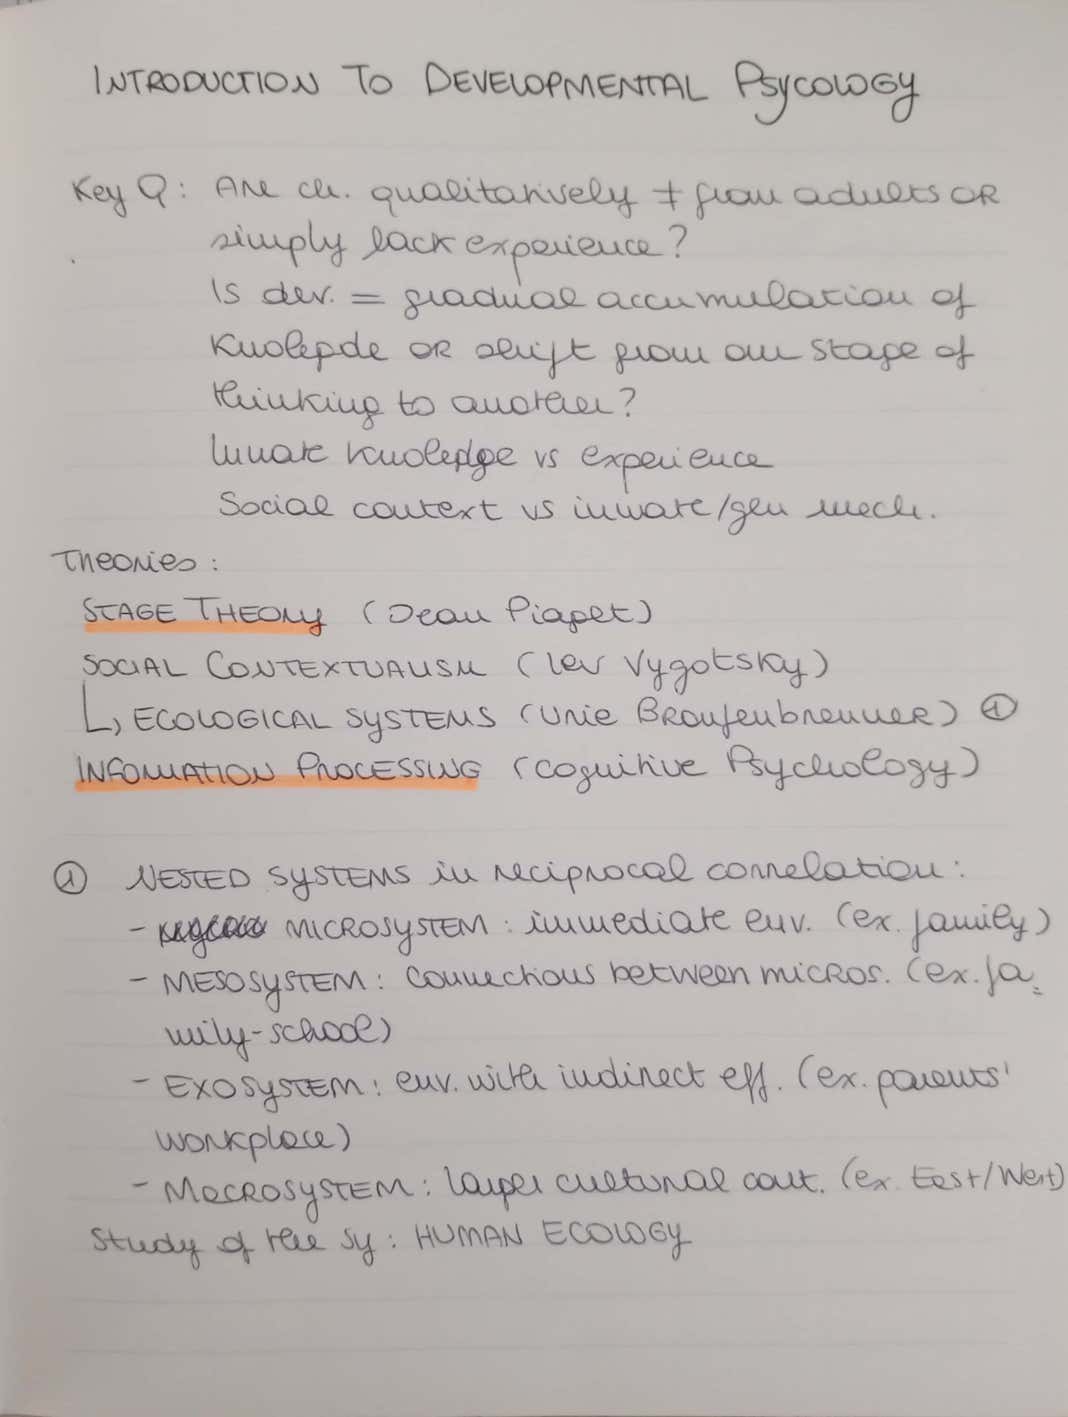 INTRODUCTION TO DEVELOPMENTAL PSYCOLOGY
Key Q: Are ch. qualitatively ≠ from adults OR
simply lack experience?
Is dev. = gradual accumulation of
Knolegde OR shift from one stage of
thinking to another?
Innate Knolegdge vs experience
Social context vs innate/gen mech.
Theories:
STAGE THEORY (Jean Piaget)
SOCIAL CONTEXTUALISM (Lev Vygotsky)
↳ ECOLOGICAL SYSTEMS (Urie Bronfenbrenner) ①
INFORMATION PROCESSING (Cognitive Psychology)
① NESTED SYSTEMS in reciprocal correlation:
- MICROSYSTEM: immediate env. (ex. family)
- MESOSYSTEM: connections between micros. (ex. fa=
mily-school)
- EXOSYSTEM: env. with indirect eff. (ex. parents'
workplace)
- MACROSYSTEM: larger cultural cont. (ex. East/West)
Study of the sy: HUMAN ECOLOGY